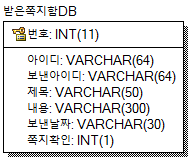 받은쪽지함DB
번호: INT(11)
아이디: VARCHAR(64)
보낸아이디: VARCHAR(64)
제목: VARCHAR(50)
내용: VARCHAR(300)
보낸날짜: VARCHAR(30)
쪽지확인: INT(1)